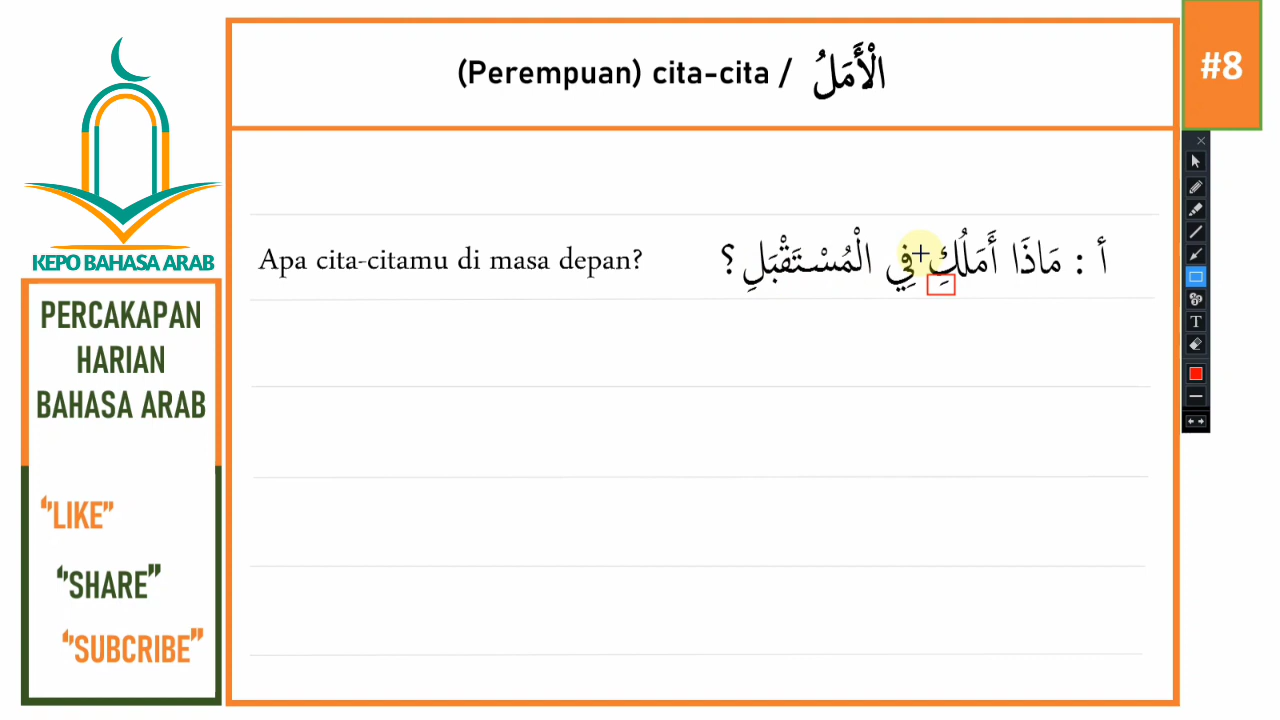 (Perempuan) cita-cita / الْأَمَلُ
#8
KEPO BAHASA ARAB
PERCAKAPAN
HARIAN
BAHASA ARAB
“LIKE”
“SHARE”
“SUBCRIBE”
أ : مَاذَا أَمَلُكِ فِي الْمُسْتَقْبَلِ ؟
Apa cita-citamu di masa depan?